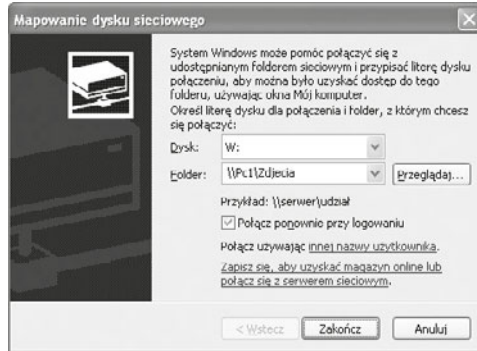 Mapowanie dysku sieciowego
System Windows może pomóc połączyć się z
udostępnianym folderem sieciowym i przypisać literę dysku
połączeniu, aby można było uzyskać dostęp do tego
folderu, używając okna Mój komputer.
Określ literę dysku dla połączenia i folder, z którym chcesz
się połączyć:
Dysk: W:
Folder: \\Pc1\Zdjecia Przeglądaj...
Przykład: \\serwer\udział
Połącz ponownie przy logowaniu
Połącz używając innej nazwy użytkownika.
Zapisz się, aby uzyskać magazyn online lub
połącz się z serwerem sieciowym.
< Wstecz Zakończ Anuluj